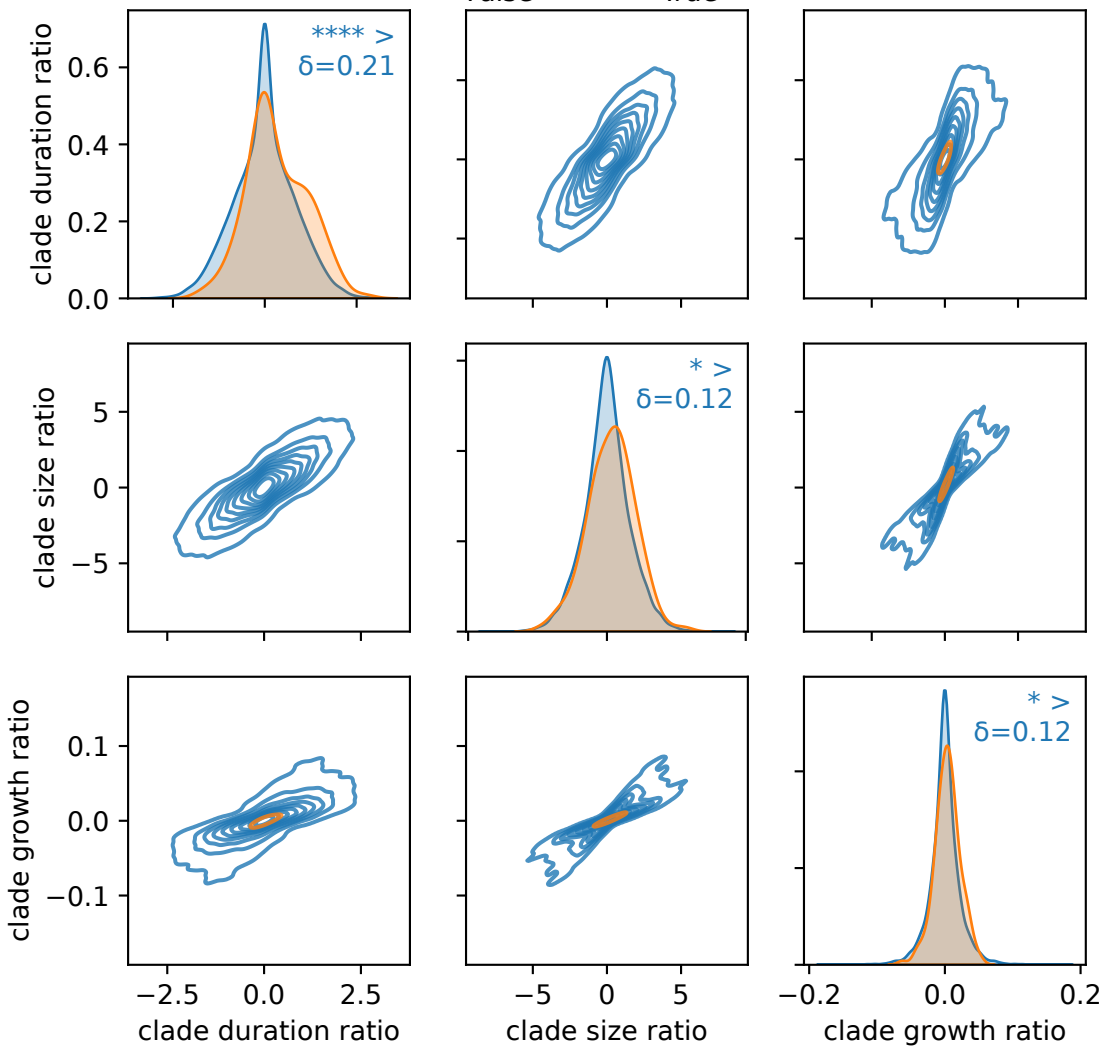 **** >
δ=0.21
clade duration ratio
0.6
0.4
0.2
0.0
* >
δ=0.12
clade size ratio
5
0
−5
* >
δ=0.12
clade growth ratio
0.1
0.0
−0.1
−2.5 0.0 2.5
−5 0 5
−0.2 0.0 0.2
clade duration ratio
clade size ratio
clade growth ratio